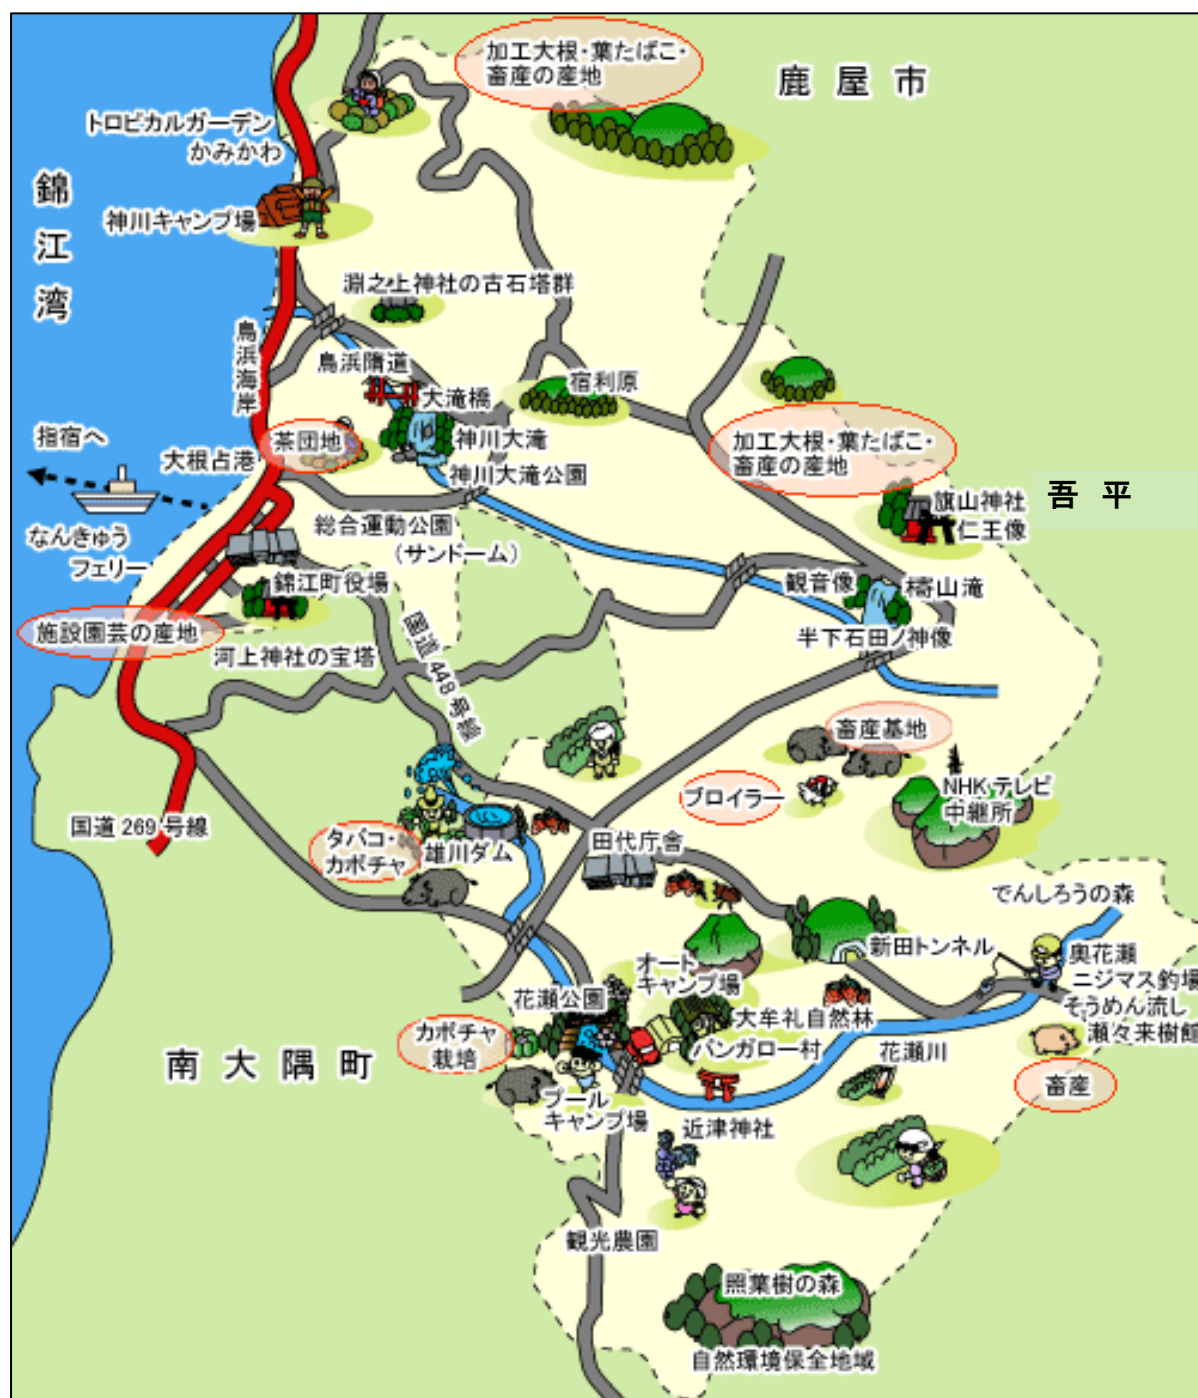 加工大根・葉たばこ・
畜産の産地
鹿屋市
トロピカルガーデン
かみかわ
錦江湾
神川キャンプ場
淵之上神社の古石塔群
鳥浜海岸
鳥浜隋道
大滝橋
宿利原
指宿へ
大根占港
茶団地
神川大滝
神川大滝公園
加工大根・葉たばこ・
畜産の産地
吾平
旗山神社
仁王像
なんきゅう
フェリー
総合運動公園
(サンドーム)
錦江町役場
観音像
樽山滝
施設園芸の産地
河上神社の宝塔
国道448号線
半下石田ノ神像
畜産基地
ブロイラー
NHKテレビ
中継所
国道269号線
タバコ・
カボチャ
雄川ダム
田代庁舎
でんしろうの森
新田トンネル
奥花瀬
ニジマス釣場
そうめん流し
瀬々来樹館
オート
キャンプ場
花瀬公園
大牟礼自然林
バンガロー村
カボチャ
栽培
花瀬川
南大隅町
畜産
プール
キャンプ場
近津神社
観光農園
照葉樹の森
自然環境保全地域